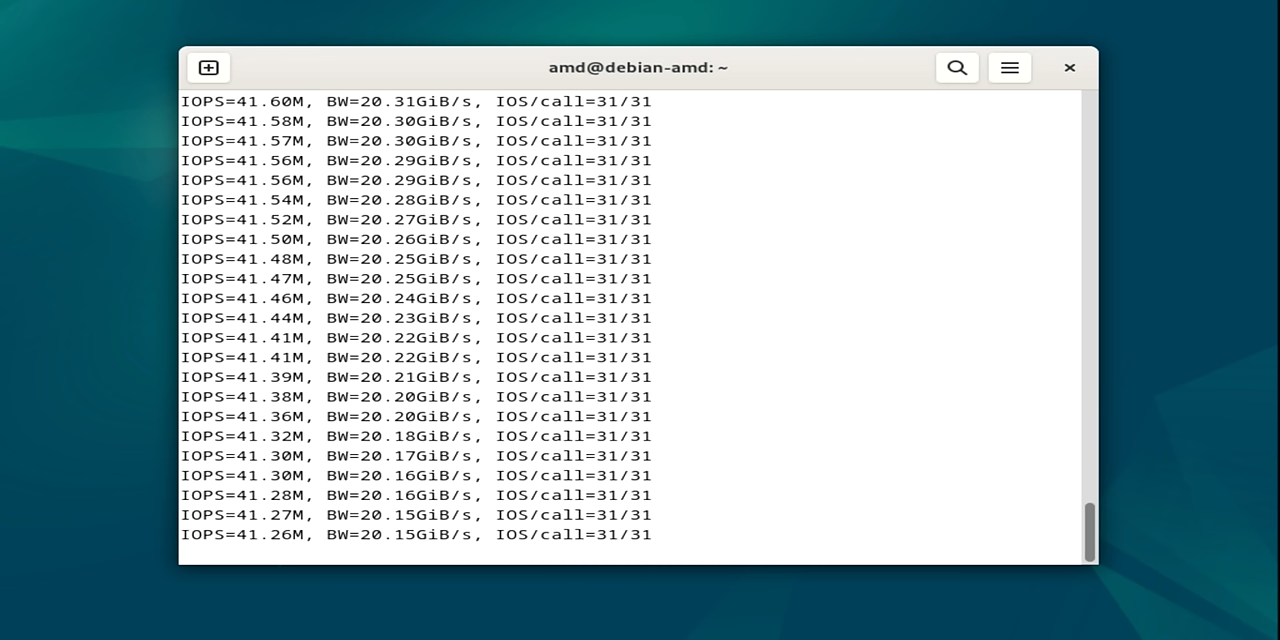 amd@debian-amd: ~
IOPS=41.60M, BW=20.31GiB/s, IOS/call=31/31
IOPS=41.58M, BW=20.30GiB/s, IOS/call=31/31
IOPS=41.57M, BW=20.30GiB/s, IOS/call=31/31
IOPS=41.56M, BW=20.29GiB/s, IOS/call=31/31
IOPS=41.56M, BW=20.29GiB/s, IOS/call=31/31
IOPS=41.54M, BW=20.28GiB/s, IOS/call=31/31
IOPS=41.52M, BW=20.27GiB/s, IOS/call=31/31
IOPS=41.50M, BW=20.26GiB/s, IOS/call=31/31
IOPS=41.48M, BW=20.25GiB/s, IOS/call=31/31
IOPS=41.47M, BW=20.25GiB/s, IOS/call=31/31
IOPS=41.46M, BW=20.24GiB/s, IOS/call=31/31
IOPS=41.44M, BW=20.23GiB/s, IOS/call=31/31
IOPS=41.41M, BW=20.22GiB/s, IOS/call=31/31
IOPS=41.41M, BW=20.22GiB/s, IOS/call=31/31
IOPS=41.39M, BW=20.21GiB/s, IOS/call=31/31
IOPS=41.38M, BW=20.20GiB/s, IOS/call=31/31
IOPS=41.36M, BW=20.20GiB/s, IOS/call=31/31
IOPS=41.32M, BW=20.18GiB/s, IOS/call=31/31
IOPS=41.30M, BW=20.17GiB/s, IOS/call=31/31
IOPS=41.30M, BW=20.16GiB/s, IOS/call=31/31
IOPS=41.28M, BW=20.16GiB/s, IOS/call=31/31
IOPS=41.27M, BW=20.15GiB/s, IOS/call=31/31
IOPS=41.26M, BW=20.15GiB/s, IOS/call=31/31